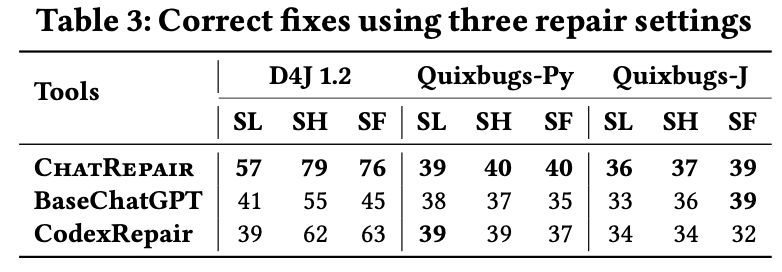 Table 3: Correct fixes using three repair settings
Tools D4J 1.2 Quixbugs-Py Quixbugs-J
SL SH SF SL SH SF SL SH SF
CHATREPAIR 57 79 76 39 40 40 36 37 39
BaseChatGPT 41 55 45 38 37 35 33 36 39
CodexRepair 39 62 63 39 39 37 34 34 32